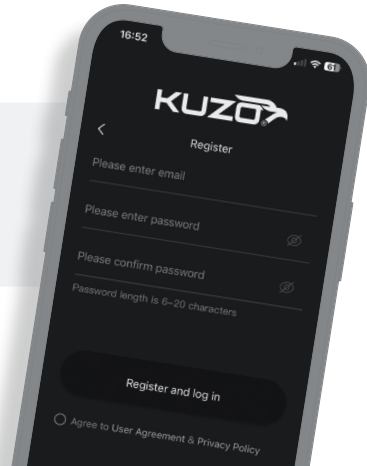 16:52
61
KUZO
®
Register
Please enter email
Please enter password
Please confirm password
Password length is 6-20 characters
Register and log in
Agree to User Agreement & Privacy Policy